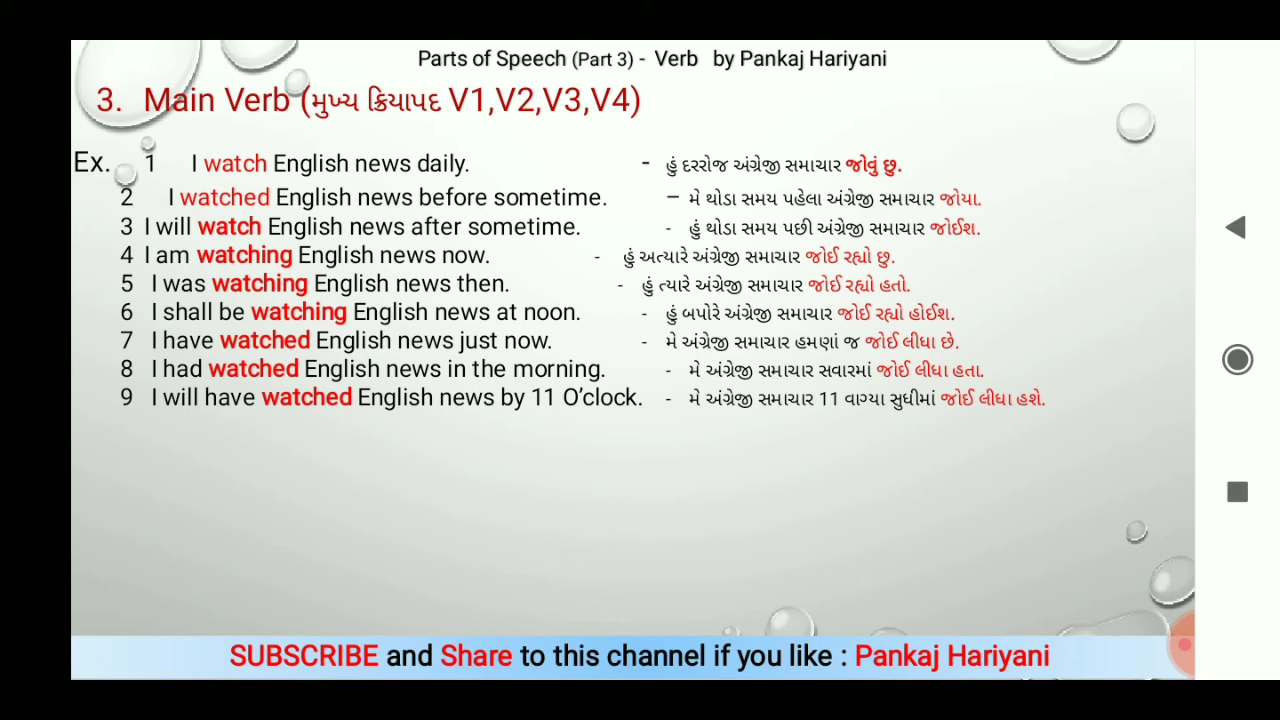 Parts of Speech (Part 3) - Verb by Pankaj Hariyani
3. Main Verb (મુખ્ય ક્રિયાપદ V1,V2,V3,V4)
Ex. 1 I watch English news daily. - હું દરરોજ અંગ્રેજી સમાચાર જોવું છુ.
2 I watched English news before sometime. – મે થોડા સમય પહેલા અંગ્રેજી સમાચાર જોયા.
3 I will watch English news after sometime. - હું થોડા સમય પછી અંગ્રેજી સમાચાર જોઈશ.
4 I am watching English news now. - હું અત્યારે અંગ્રેજી સમાચાર જોઈ રહ્યો છુ.
5 I was watching English news then. - હું ત્યારે અંગ્રેજી સમાચાર જોઈ રહ્યો હતો.
6 I shall be watching English news at noon. - હું બપોરે અંગ્રેજી સમાચાર જોઈ રહ્યો હોઈશ.
7 I have watched English news just now. - મે અંગ્રેજી સમાચાર હમણાં જ જોઈ લીધા છે.
8 I had watched English news in the morning. - મે અંગ્રેજી સમાચાર સવારમાં જોઈ લીધા હતા.
9 I will have watched English news by 11 O’clock. - મે અંગ્રેજી સમાચાર 11 વાગ્યા સુધીમાં જોઈ લીધા હશે.
SUBSCRIBE and Share to this channel if you like : Pankaj Hariyani